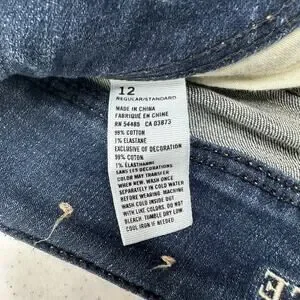 12
REGULAR/STANDARD
MADE IN CHINA
FABRIQUÉ EN CHINE
RN 54485 CA 03873
99% COTTON
1% ELASTANE
EXCLUSIVE OF DECORATION
99% COTON
1% ÉLASTHANNE
SANS LES DECORATIONS
COLOR MAY TRANSFER
WHEN NEW. WASH ONCE
SEPARATELY IN COLD WATER
BEFORE WEARING. MACHINE
WASH COLD INSIDE OUT
WITH LIKE COLORS. DO NOT
BLEACH. TUMBLE DRY LOW.
COOL IRON IF NEEDED.